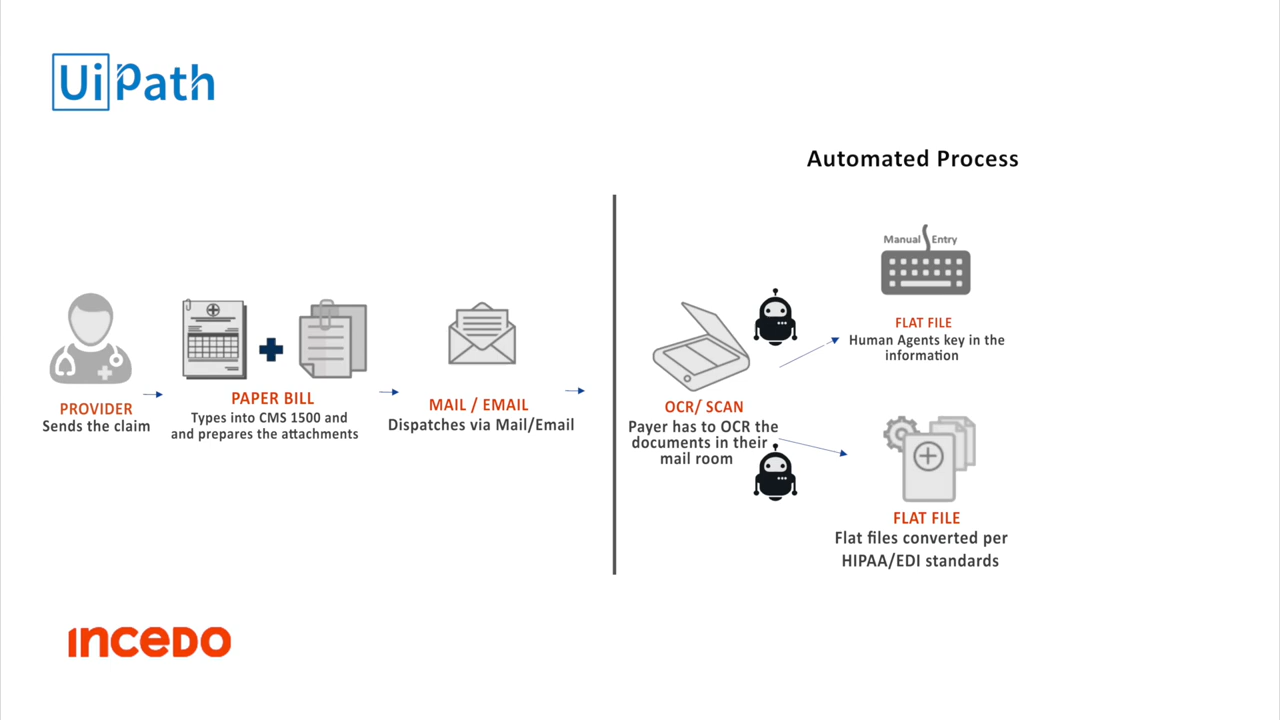 UiPath
Automated Process
Manual Entry
FLAT FILE
Human Agents key in the
information
PROVIDER
Sends the claim
PAPER BILL
Types into CMS 1500 and
and prepares the attachments
MAIL / EMAIL
Dispatches via Mail/Email
OCR/ SCAN
Payer has to OCR the
documents in their
mail room
FLAT FILE
Flat files converted per
HIPAA/EDI standards
INCEDO